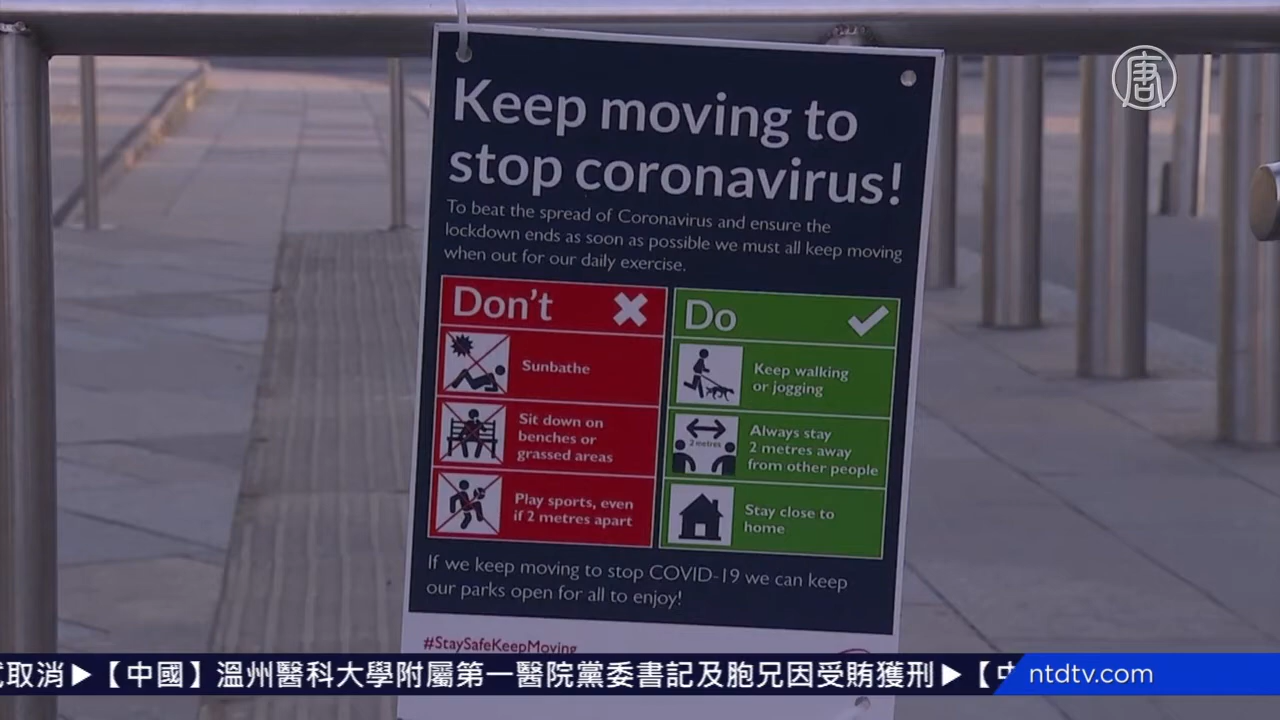 唐
Keep moving to
stop coronavirus!
To beat the spread of Coronavirus and ensure the
lockdown ends as soon as possible we must all keep moving
when out for our daily exercise.
Don't
Sunbathe
Sit down on
benches or
grassed areas
Play sports, even
if 2 metres apart
Do
Keep walking
or jogging
2 metres
Always stay
2 metres away
from other people
Stay close to
home
If we keep moving to stop COVID-19 we can keep
our parks open for all to enjoy!
#StaySafeKeepMoving
取消▶【中國】溫州醫科大學附屬第一醫院黨委書記及胞兄因受賄獲刑▶【
ntdtv.com